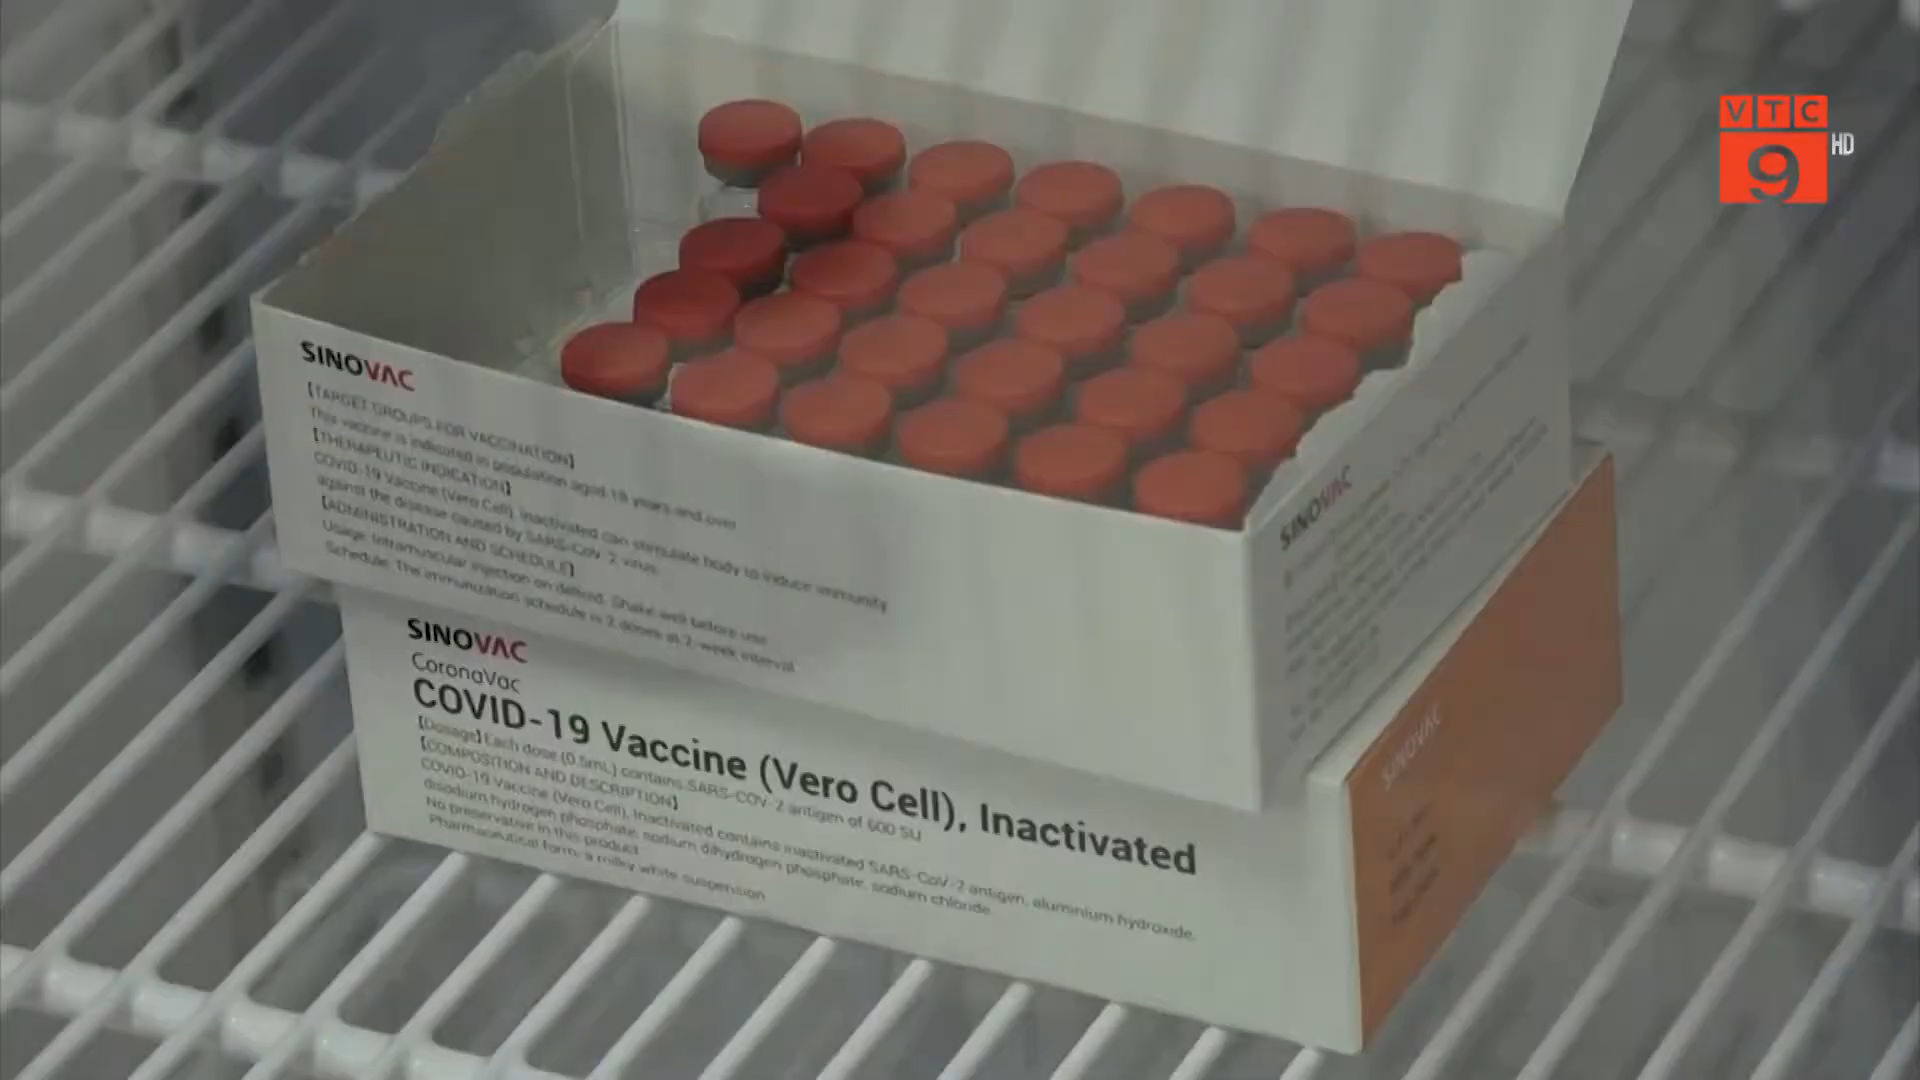 VTC
9 HD
SINOVAC
【TARGET GROUPS FOR VACCINATION】
This vaccine is indicated in population aged 18 years and over
【THERAPEUTIC INDICATION】
COVID-19 Vaccine (Vero Cell), Inactivated can stimulate body to induce immunity
against the disease caused by SARS-CoV-2 virus.
【ADMINISTRATION AND SCHEDULE】
Usage: Intramuscular injection on deltoid. Shake well before use
Schedule: The immunization schedule is 2 doses at 2-week interval
SINOVAC
SINOVAC
CoronaVac
COVID-19 Vaccine (Vero Cell), Inactivated
【Dosage】Each dose (0.5mL) contains SARS-COV-2 antigen of 600 SU
【COMPOSITION AND DESCRIPTION】
COVID-19 Vaccine (Vero Cell), Inactivated contains inactivated SARS-CoV-2 antigen, aluminium hydroxide,
disodium hydrogen phosphate, sodium dihydrogen phosphate, sodium chloride.
No preservative in this product
Pharmaceutical form: a milky white suspension
SINOVAC